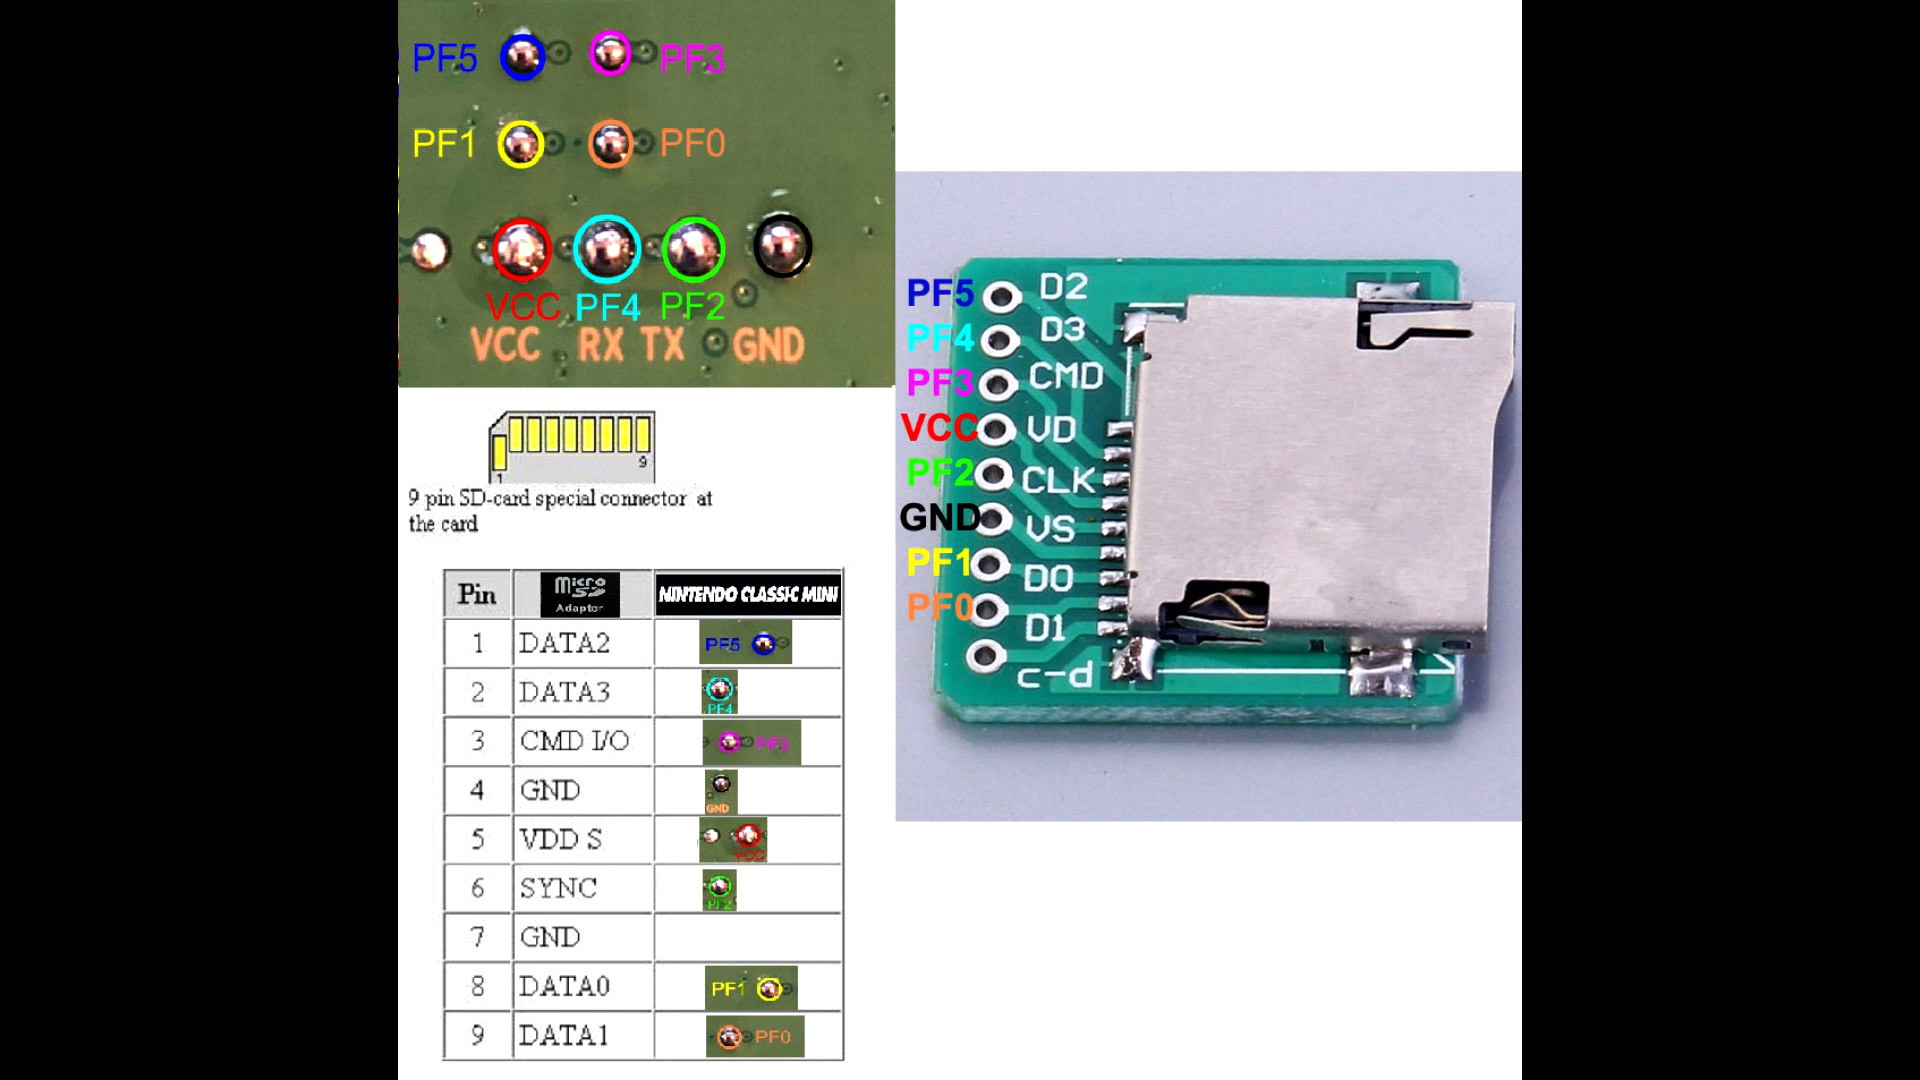 PF5 PF3
PF1 PF0
VCC PF4 PF2
VCC RX TX GND
1
9
9 pin SD-card special connector at
the card
Pin micro SD Adapter NINTENDO CLASSIC MINI
1 DATA2 PF5
2 DATA3 PF4
3 CMD I/O PF3
4 GND GND
5 VDD S VCC
6 SYNC PF2
7 GND
8 DATA0 PF1
9 DATA1 PF0
PF5 D2
PF4 D3
PF3 CMD
VCC VD
PF2 CLK
GND VS
PF1 D0
PF0 D1
c-d